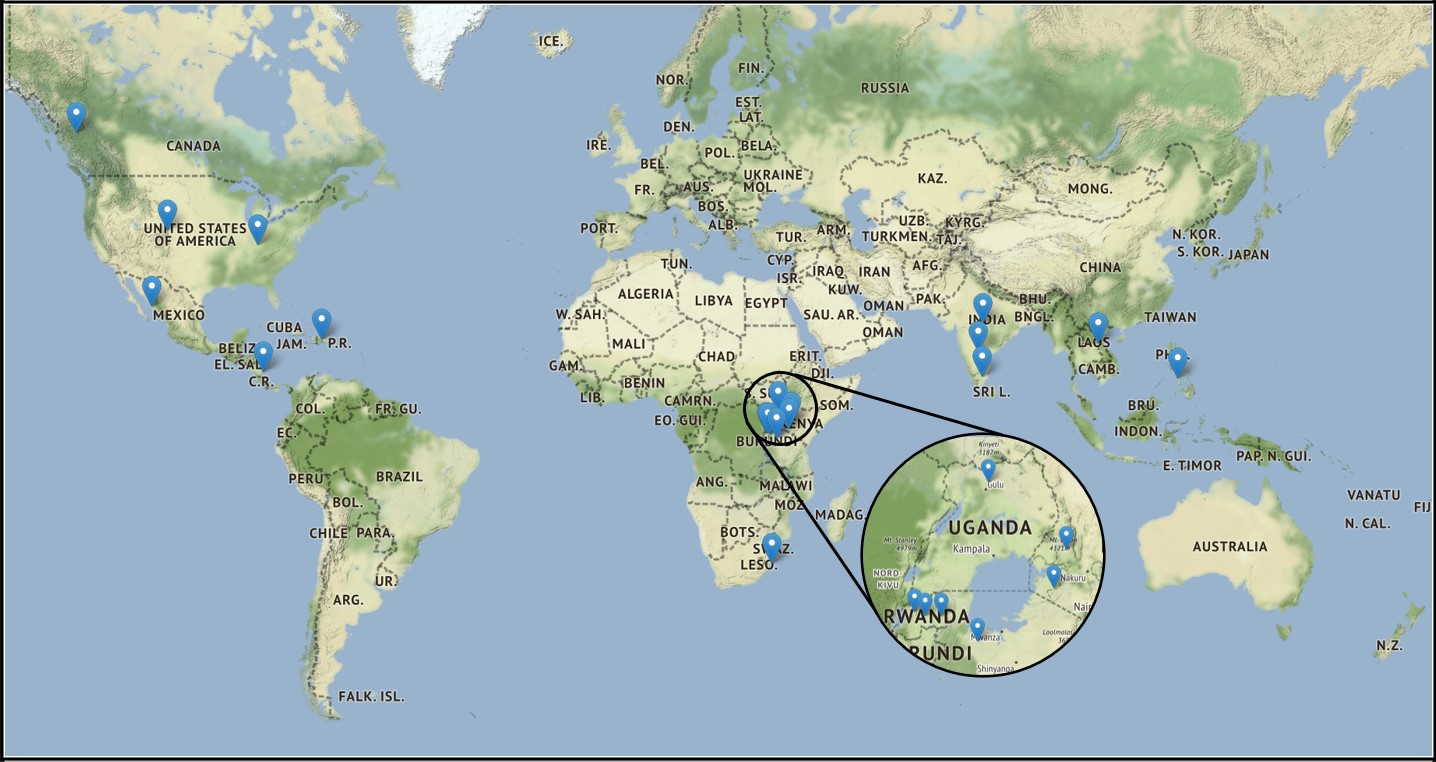 ICE.
NOR.
FIN.
RUSSIA
EST.
LAT.
DEN.
IRE.
CANADA
POL.
BELA.
BEL.
UKRAINE
MOL.
FR.
AUS.
KAZ.
MONG.
BOS.
ALB.
PORT.
UNITED STATES
OF AMERICA
TUR.
ARM.
UZB.
KYRG.
TURKMEN.
TAJ.
N. KOR.
S. KOR.
JAPAN
TUN.
CYP.
ISR.
IRAQ
IRAN
AFG.
CHINA
KUW.
ALGERIA
LIBYA
EGYPT
OMAN
PAK.
BHU.
BNGL.
MEXICO
W. SAH.
SAU. AR.
INDIA
TAIWAN
CUBA
JAM.
P.R.
MALI
OMAN
LAOS
BELIZ
EL. SAL
CHAD
ERIT.
DJI.
PH
GAM.
CAMB.
C.R.
BENIN
S. S
SRI L.
LIB.
CAMRN.
SOM.
COL.
FR. GU.
EO. GUI.
KENYA
BRU.
EC.
BURUNDI
INDON.
PERU
BRAZIL
ANG.
MALAWI
E. TIMOR
PAP. N. GUI.
BOL.
MOZ
MADAG.
VANATU
FIJ
CHILE
PARA.
BOTS.
SWAZ.
LESO.
N. CAL.
AUSTRALIA
UR.
ARG.
N.Z.
FALK. ISL.
Kinyeti
3187m
Gulu
UGANDA
Mt. Stanley
4979m
Kampala
Mt.
4321
NORD-
KIVU
Nakuru
RWANDA
Nair
Mwanza
Loolmalas
RUNDI
Shinyanga